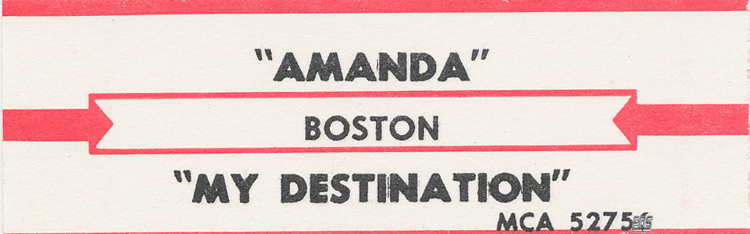 "AMANDA"
BOSTON
"MY DESTINATION"
MCA 5275